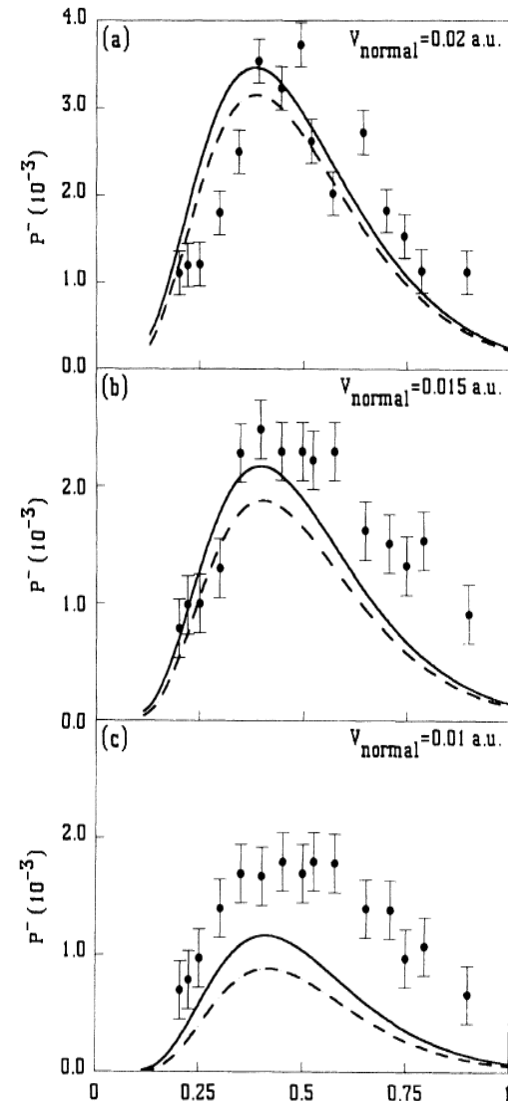 4.0
(a)
V_normal=0.02 a.u.
3.0
P⁻ (10⁻³)
2.0
1.0
0.0
(b)
V_normal=0.015 a.u.
2.0
P⁻ (10⁻³)
1.0
0.0
(c)
V_normal=0.01 a.u.
2.0
P⁻ (10⁻³)
1.0
0.0
0 0.25 0.5 0.75 1